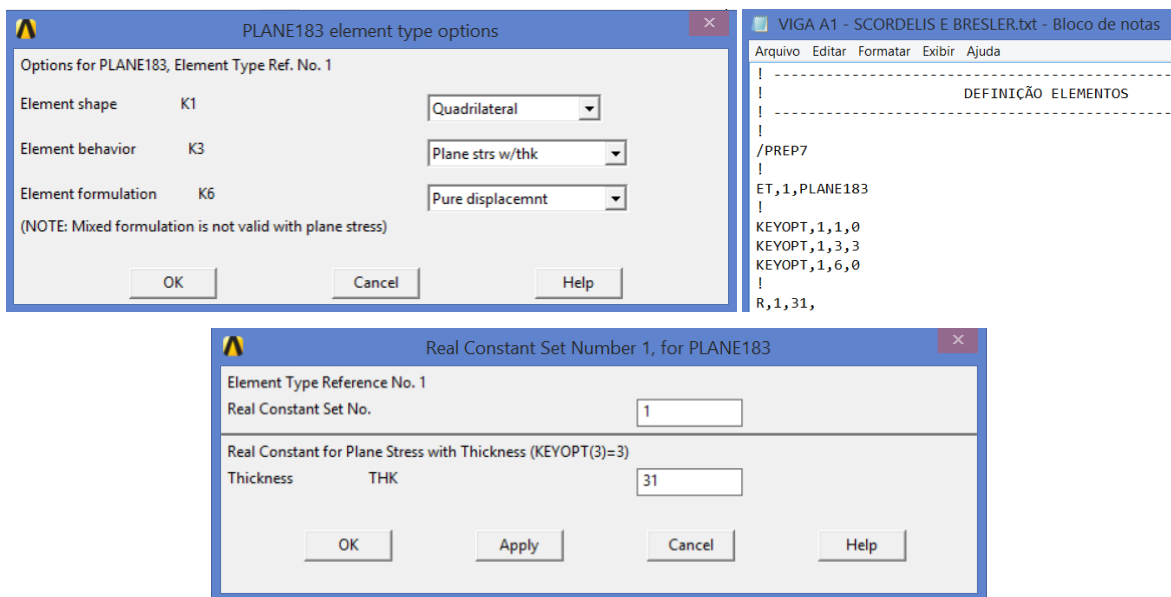 PLANE183 element type options
Options for PLANE183, Element Type Ref. No. 1
Element shape K1 Quadrilateral
Element behavior K3 Plane strs w/thk
Element formulation K6 Pure displacemnt
(NOTE: Mixed formulation is not valid with plane stress)
OK Cancel Help
VIGA A1 - SCORDELIS E BRESLER.txt - Bloco de notas
Arquivo Editar Formatar Exibir Ajuda
! --------------------------------------------------
! DEFINIÇÃO ELEMENTOS
! --------------------------------------------------
!
/PREP7
!
ET,1,PLANE183
!
KEYOPT,1,1,0
KEYOPT,1,3,3
KEYOPT,1,6,0
!
R,1,31,
Real Constant Set Number 1, for PLANE183
Element Type Reference No. 1
Real Constant Set No. 1
Real Constant for Plane Stress with Thickness (KEYOPT(3)=3)
Thickness THK 31
OK Apply Cancel Help